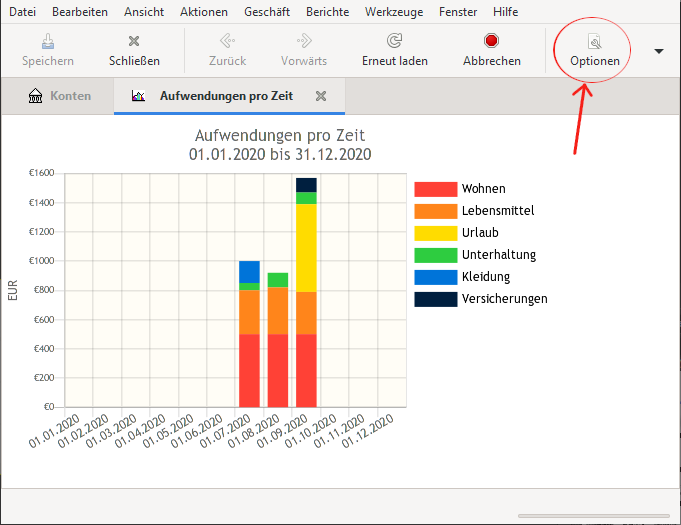 Datei Bearbeiten Ansicht Aktionen Geschäft Berichte Werkzeuge Fenster Hilfe
Speichern Schließen Zurück Vorwärts Erneut laden Abbrechen Optionen
Konten Aufwendungen pro Zeit
Aufwendungen pro Zeit
01.01.2020 bis 31.12.2020
€1600
€1400
€1200
€1000
€800
€600
€400
€200
€0
EUR
01.01.2020 01.02.2020 01.03.2020 01.04.2020 01.05.2020 01.06.2020 01.07.2020 01.08.2020 01.09.2020 01.10.2020 01.11.2020 01.12.2020
Wohnen
Lebensmittel
Urlaub
Unterhaltung
Kleidung
Versicherungen